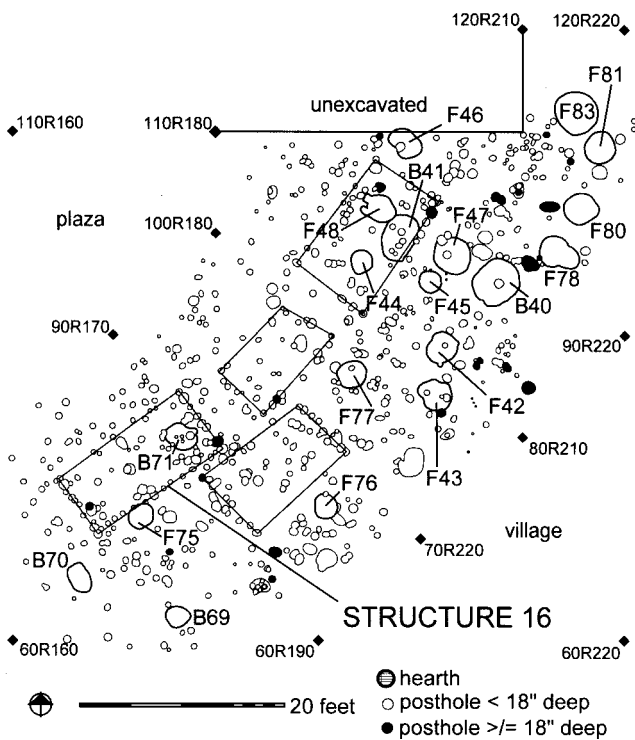 120R210
120R220
F81
F46
unexcavated
F83
110R160
110R180
B41
F47
plaza
F48
100R180
F80
F44
F45
F78
B40
90R170
90R220
F77
F42
B71
80R210
F43
F76
village
F75
70R220
B70
B69
STRUCTURE 16
60R160
60R190
60R220
hearth
20 feet
posthole < 18" deep
posthole >/= 18" deep